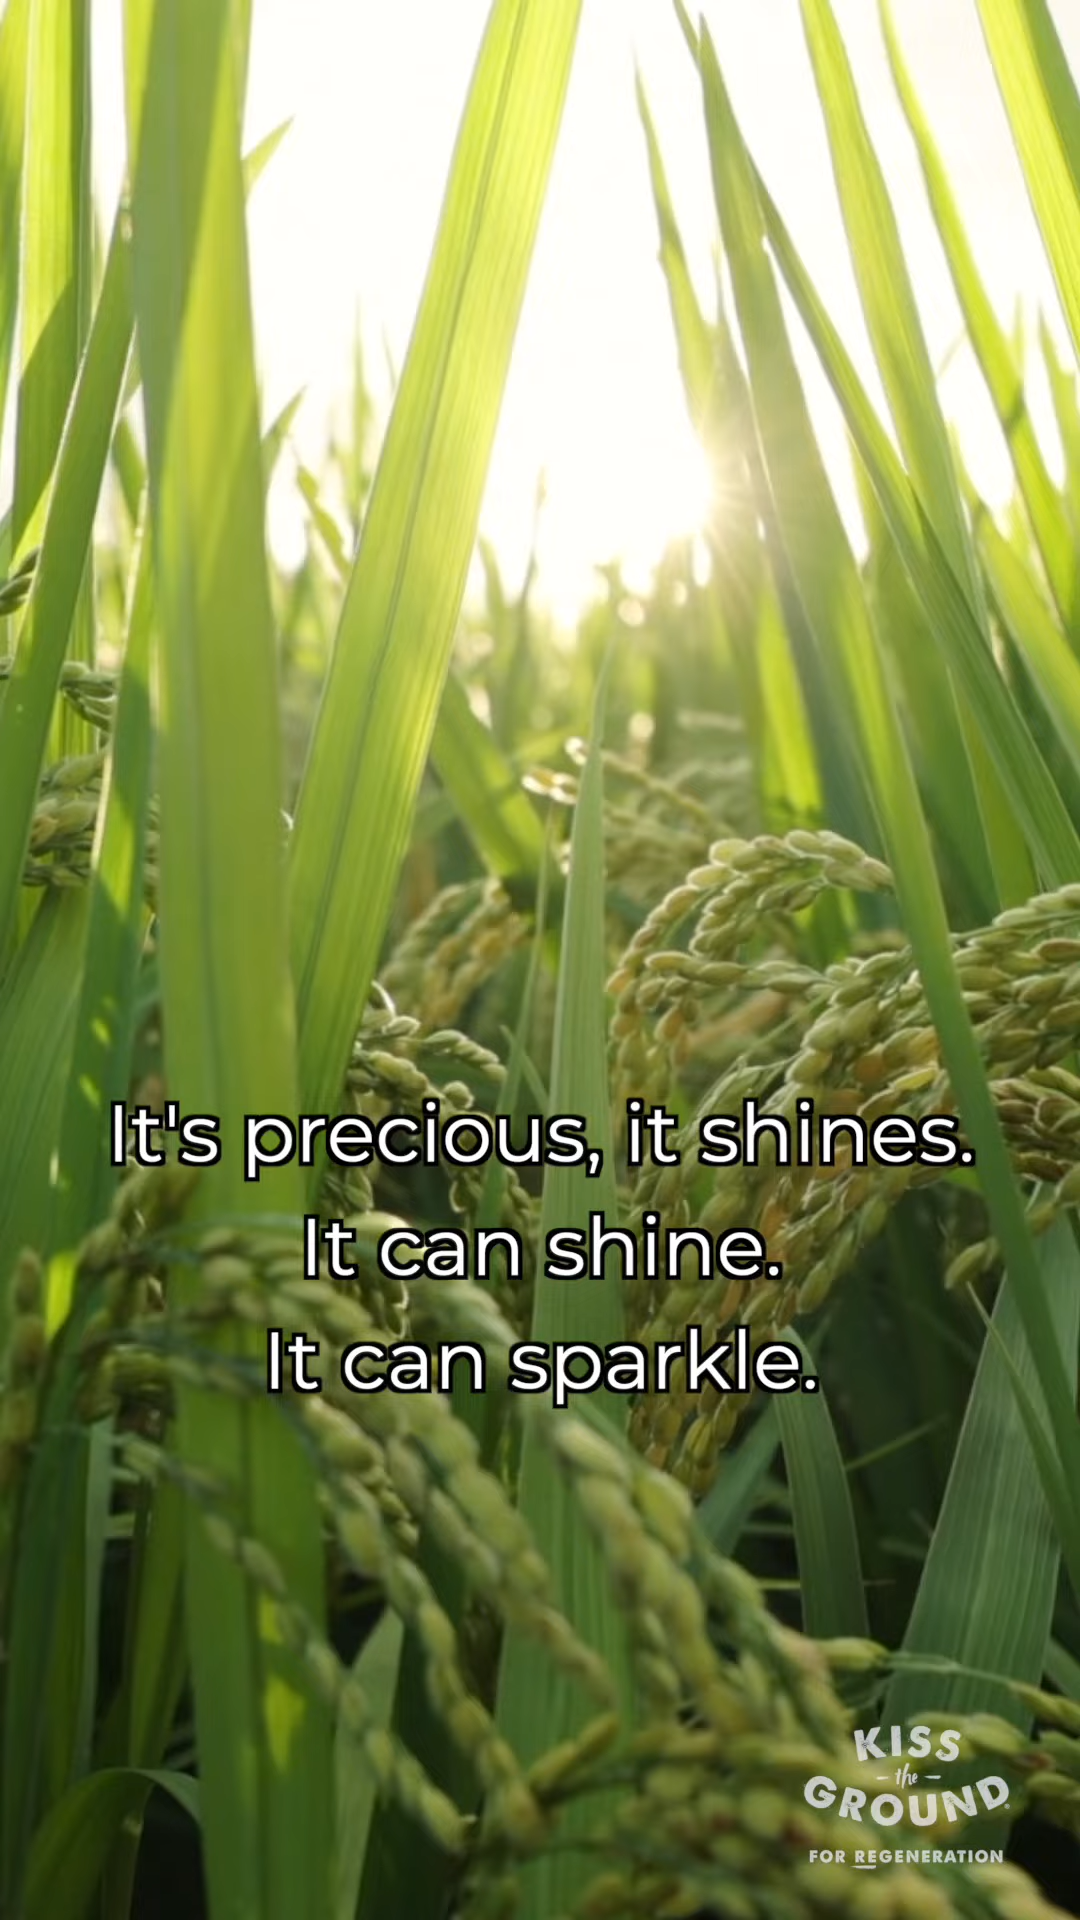 It's precious, it shines.
It can shine.
It can sparkle.
KISS
the
GROUND
FOR REGENERATION